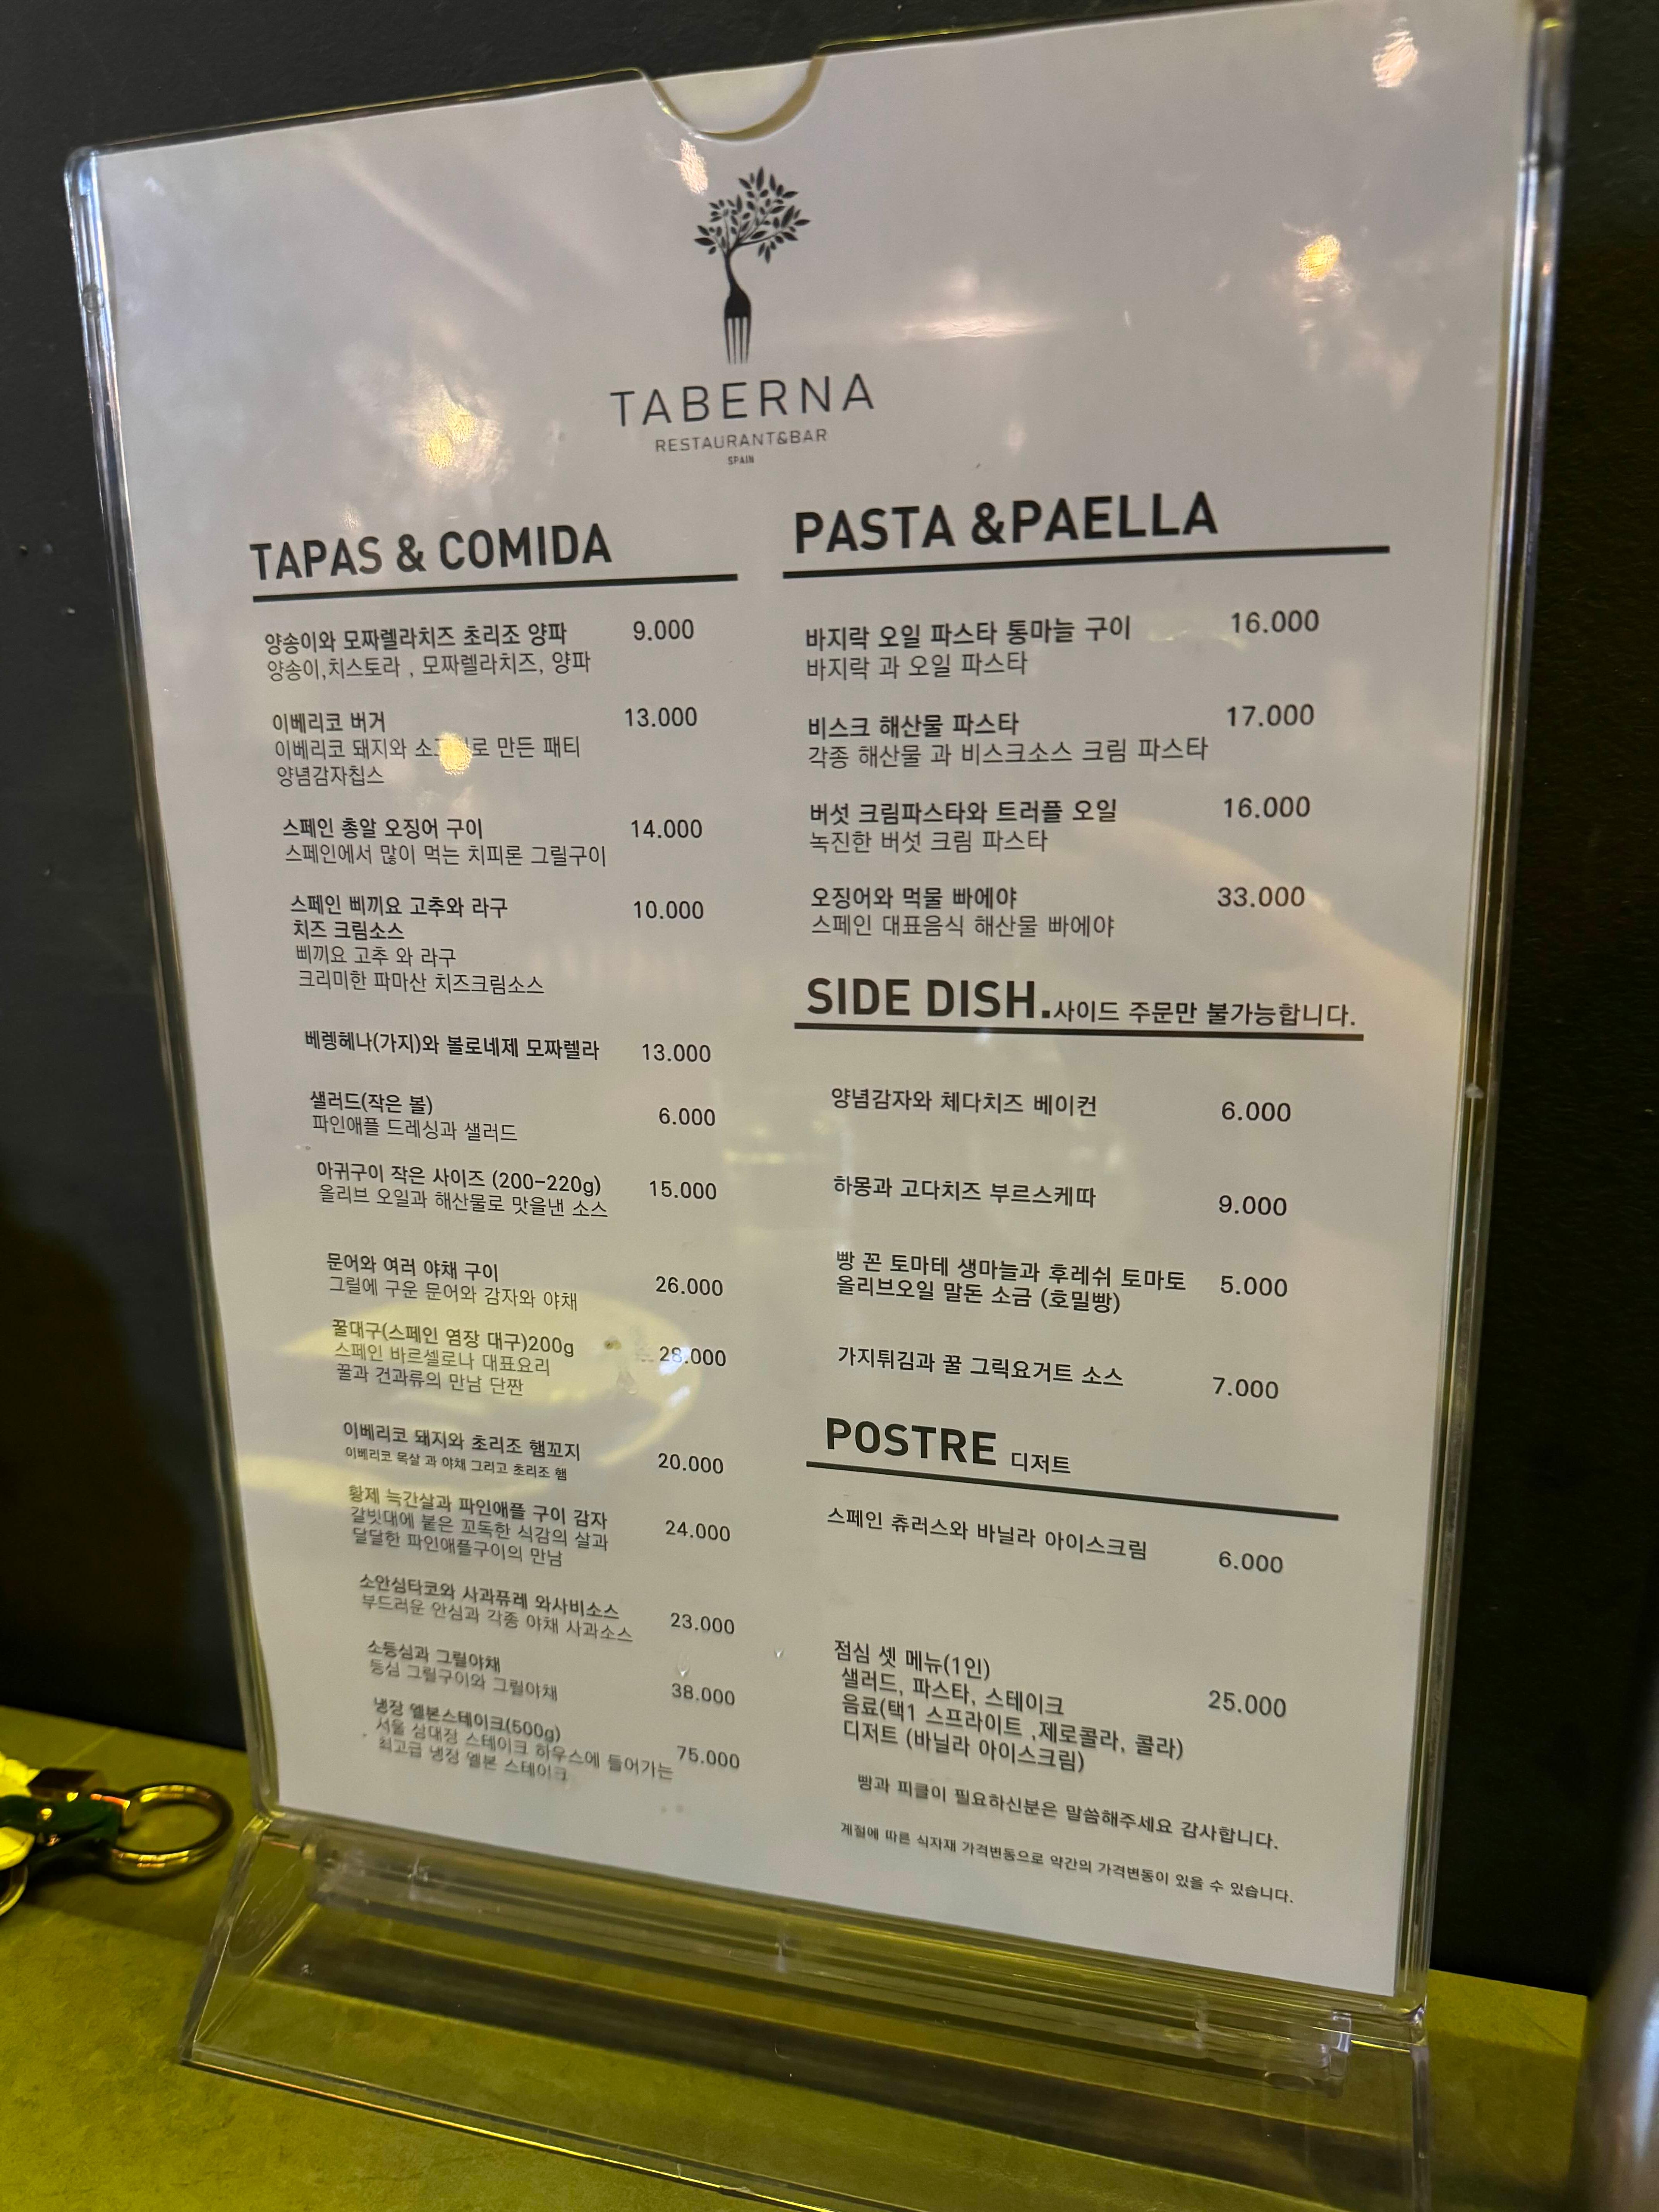 TABERNA
RESTAURANT&BAR
SPAIN
TAPAS & COMIDA
양송이와 모짜렐라치즈 초리조 양파 9.000
양송이,치스토라 , 모짜렐라치즈, 양파
이베리코 버거 13.000
이베리코 돼지와 로 만든 패티
양념감자칩스
스페인 총알 오징어 구이 14.000
스페인에서 많이 먹는 치피론 그릴구이
스페인 삐끼요 고추와 라구 10.000
치즈 크림소스
삐끼요 고추 와 라구
크리미한 파마산 치즈크림소스
베렝헤나(가지)와 볼로네제 모짜렐라 13.000
샐러드(작은 볼) 6.000
파인애플 드레싱과 샐러드
아귀구이 작은 사이즈 (200-220g) 15.000
올리브 오일과 해산물로 맛을낸 소스
문어와 여러 야채 구이 26.000
그릴에 구운 문어와 감자와 야채
꿀대구(스페인 염장 대구)200g 28.000
스페인 바르셀로나 대표요리
꿀과 견과류의 만남 단짠
이베리코 돼지와 초리조 햄꼬지 20.000
이베리코 목살 과 야채 그리고 초리조 햄
황제 늑간살과 파인애플 구이 감자 24.000
갈빗대에 붙은 꼬독한 식감의 살과
달달한 파인애플구이의 만남
소안심타코와 사과퓨레 와사비소스 23.000
부드러운 안심과 각종 야채 사과소스
소등심과 그릴야채 38.000
등심 그릴구이와 그릴야채
냉장 엘본스테이크(500g) 75.000
서울 삼대장 스테이크 하우스에 들어가는
최고급 냉장 엘본 스테이크
PASTA &PAELLA
바지락 오일 파스타 통마늘 구이 16.000
바지락 과 오일 파스타
비스크 해산물 파스타 17.000
각종 해산물 과 비스크소스 크림 파스타
버섯 크림파스타와 트러플 오일 16.000
녹진한 버섯 크림 파스타
오징어와 먹물 빠에야 33.000
스페인 대표음식 해산물 빠에야
SIDE DISH.사이드 주문만 불가능합니다.
양념감자와 체다치즈 베이컨 6.000
하몽과 고다치즈 부르스케따 9.000
빵 꼰 토마테 생마늘과 후레쉬 토마토 5.000
올리브오일 말돈 소금 (호밀빵)
가지튀김과 꿀 그릭요거트 소스 7.000
POSTRE 디저트
스페인 츄러스와 바닐라 아이스크림 6.000
점심 셋 메뉴(1인)
샐러드, 파스타, 스테이크 25.000
음료(택1 스프라이트 ,제로콜라, 콜라)
디저트 (바닐라 아이스크림)
빵과 피클이 필요하신분은 말씀해주세요 감사합니다.
계절에 따른 식자재 가격변동으로 약간의 가격변동이 있을 수 있습니다.